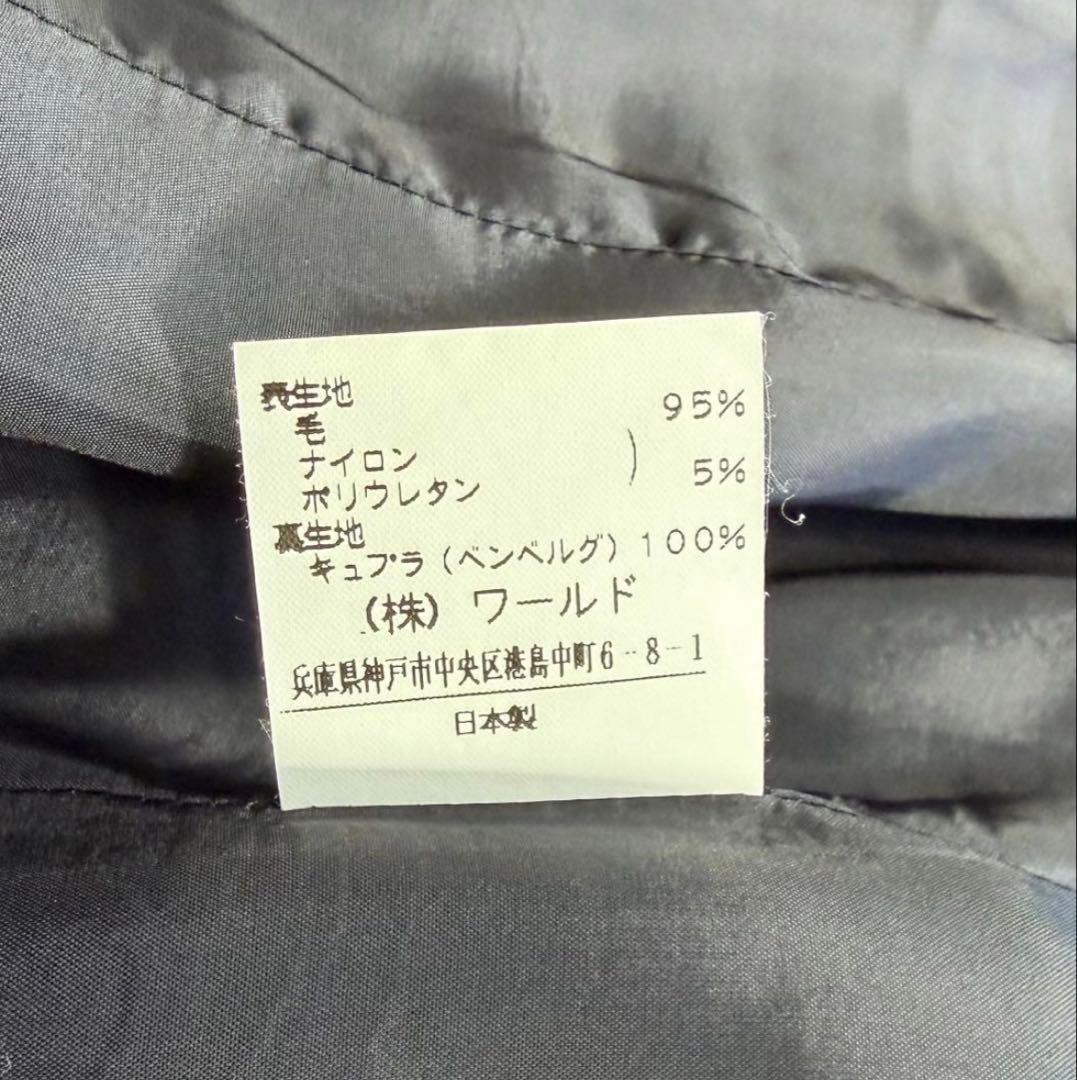 表生地
毛 95%
ナイロン
ポリウレタン ) 5%
裏生地
キュプラ(ベンベルグ) 100%
(株) ワールド
兵庫県神戸市中央区港島中町6-8-1
日本製